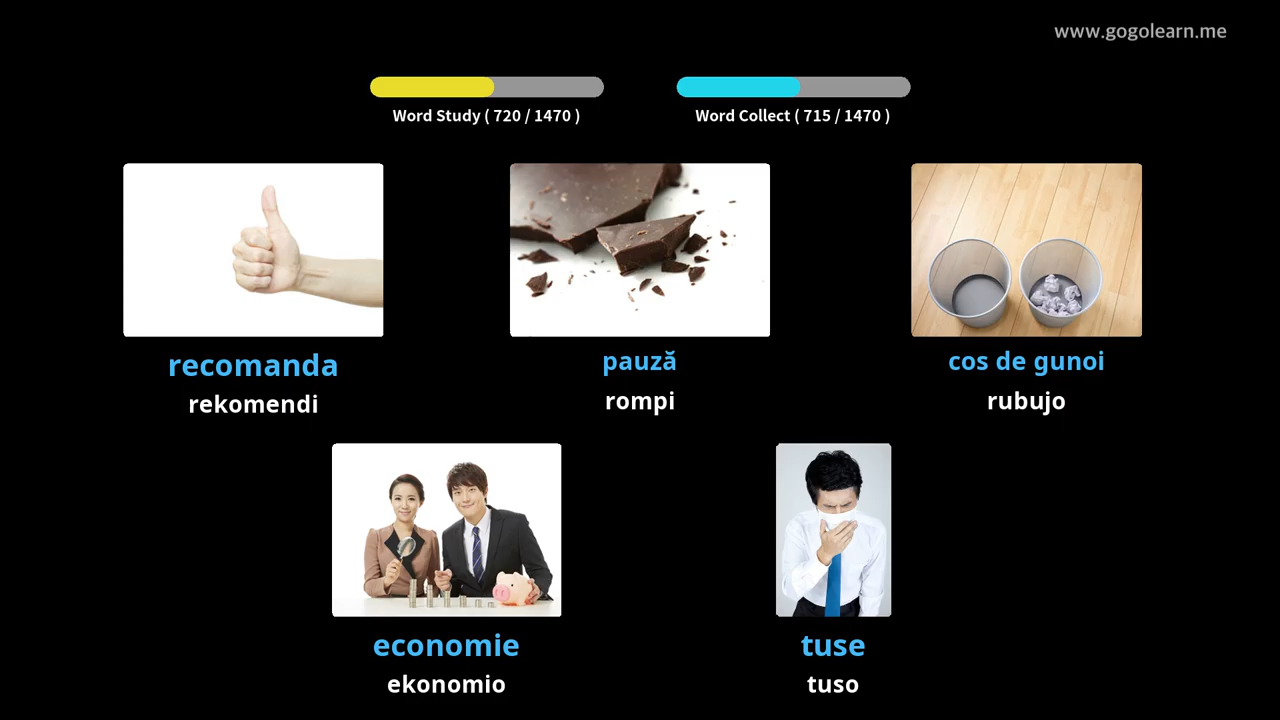 www.gogolearn.me
Word Study ( 720 / 1470 )
Word Collect ( 715 / 1470 )
recomanda
rekomendi
pauză
rompi
cos de gunoi
rubujo
economie
ekonomio
tuse
tuso